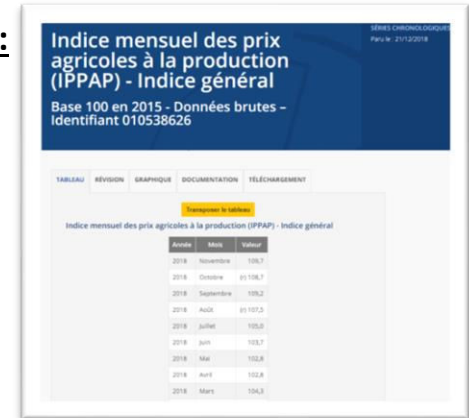 :
SÉRIES CHRONOLOGIQUES
Paru le : 21/12/2018
Indice mensuel des prix
agricoles à la production
(IPPAP) - Indice général
Base 100 en 2015 - Données brutes –
Identifiant 010538626
TABLEAU RÉVISION GRAPHIQUE DOCUMENTATION TÉLÉCHARGEMENT
Transposer le tableau
Indice mensuel des prix agricoles à la production (IPPAP) - Indice général
Année Mois Valeur
2018 Novembre 109,7
2018 Octobre (r) 108,7
2018 Septembre 109,2
2018 Août (r) 107,5
2018 Juillet 105,0
2018 Juin 103,7
2018 Mai 102,8
2018 Avril 102,8
2018 Mars 104,3